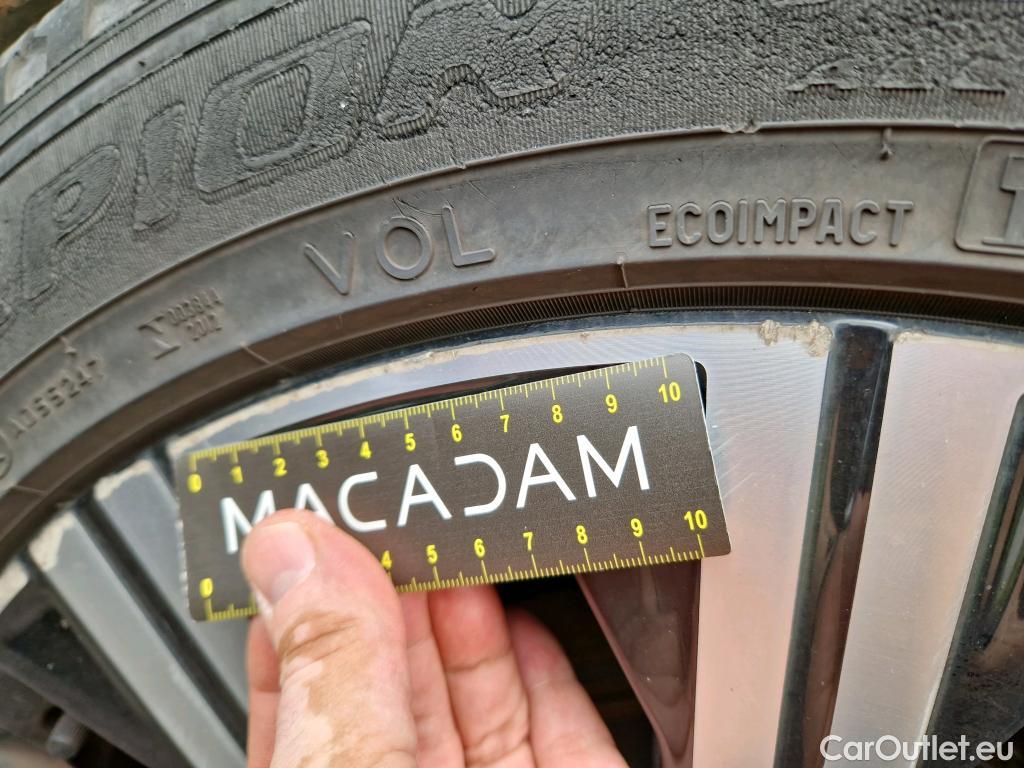 PIOR
VOL
ECOIMPACT
0 1 2 3 4 5 6 7 8 9 10
MACADAM
0 4 5 6 7 8 9 10
CarOutlet.eu